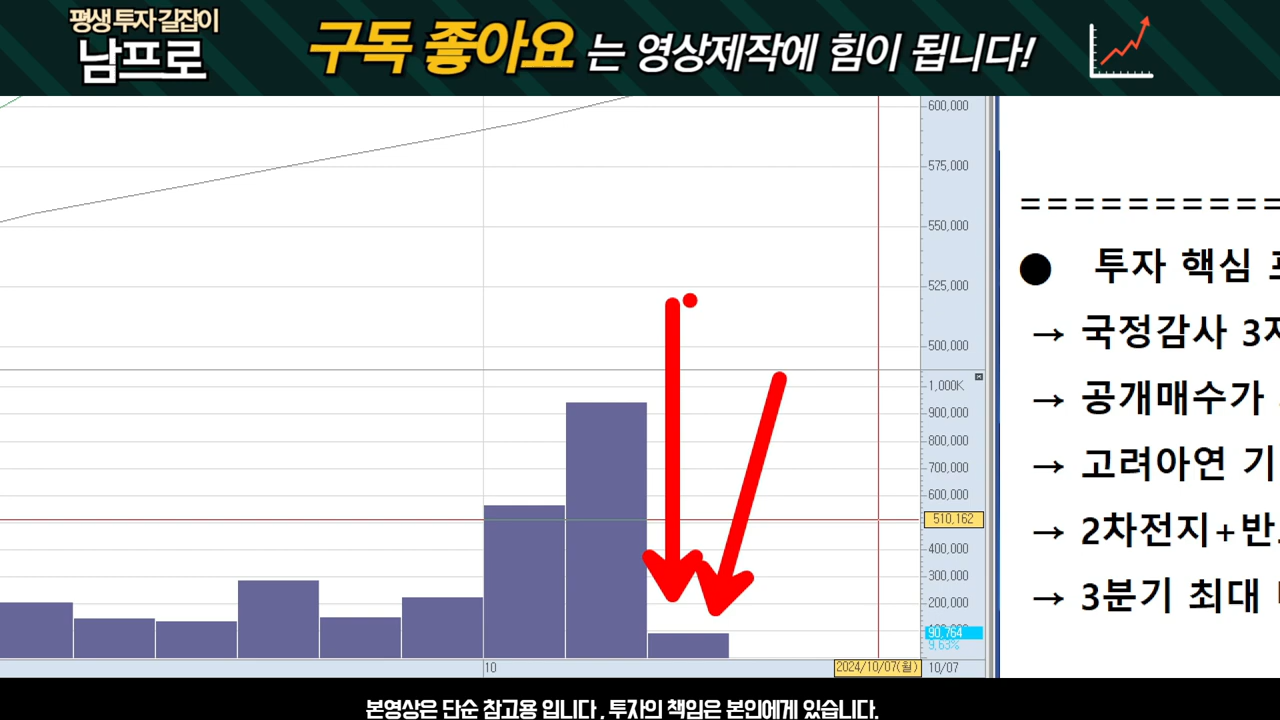 평생 투자 길잡이
남프로
구독 좋아요 는 영상제작에 힘이 됩니다!
600,000
575,000
550,000
525,000
500,000
1,000K
900,000
800,000
700,000
600,000
510,162
400,000
300,000
200,000
90,764
9.63%
10
2024/10/07(월)
10/07
==========
● 투자 핵심
→ 국정감사
→ 공개매수가
→ 고려아연 기
→ 2차전지+반
→ 3분기 최대
본영상은 단순 참고용 입니다, 투자의 책임은 본인에게 있습니다.